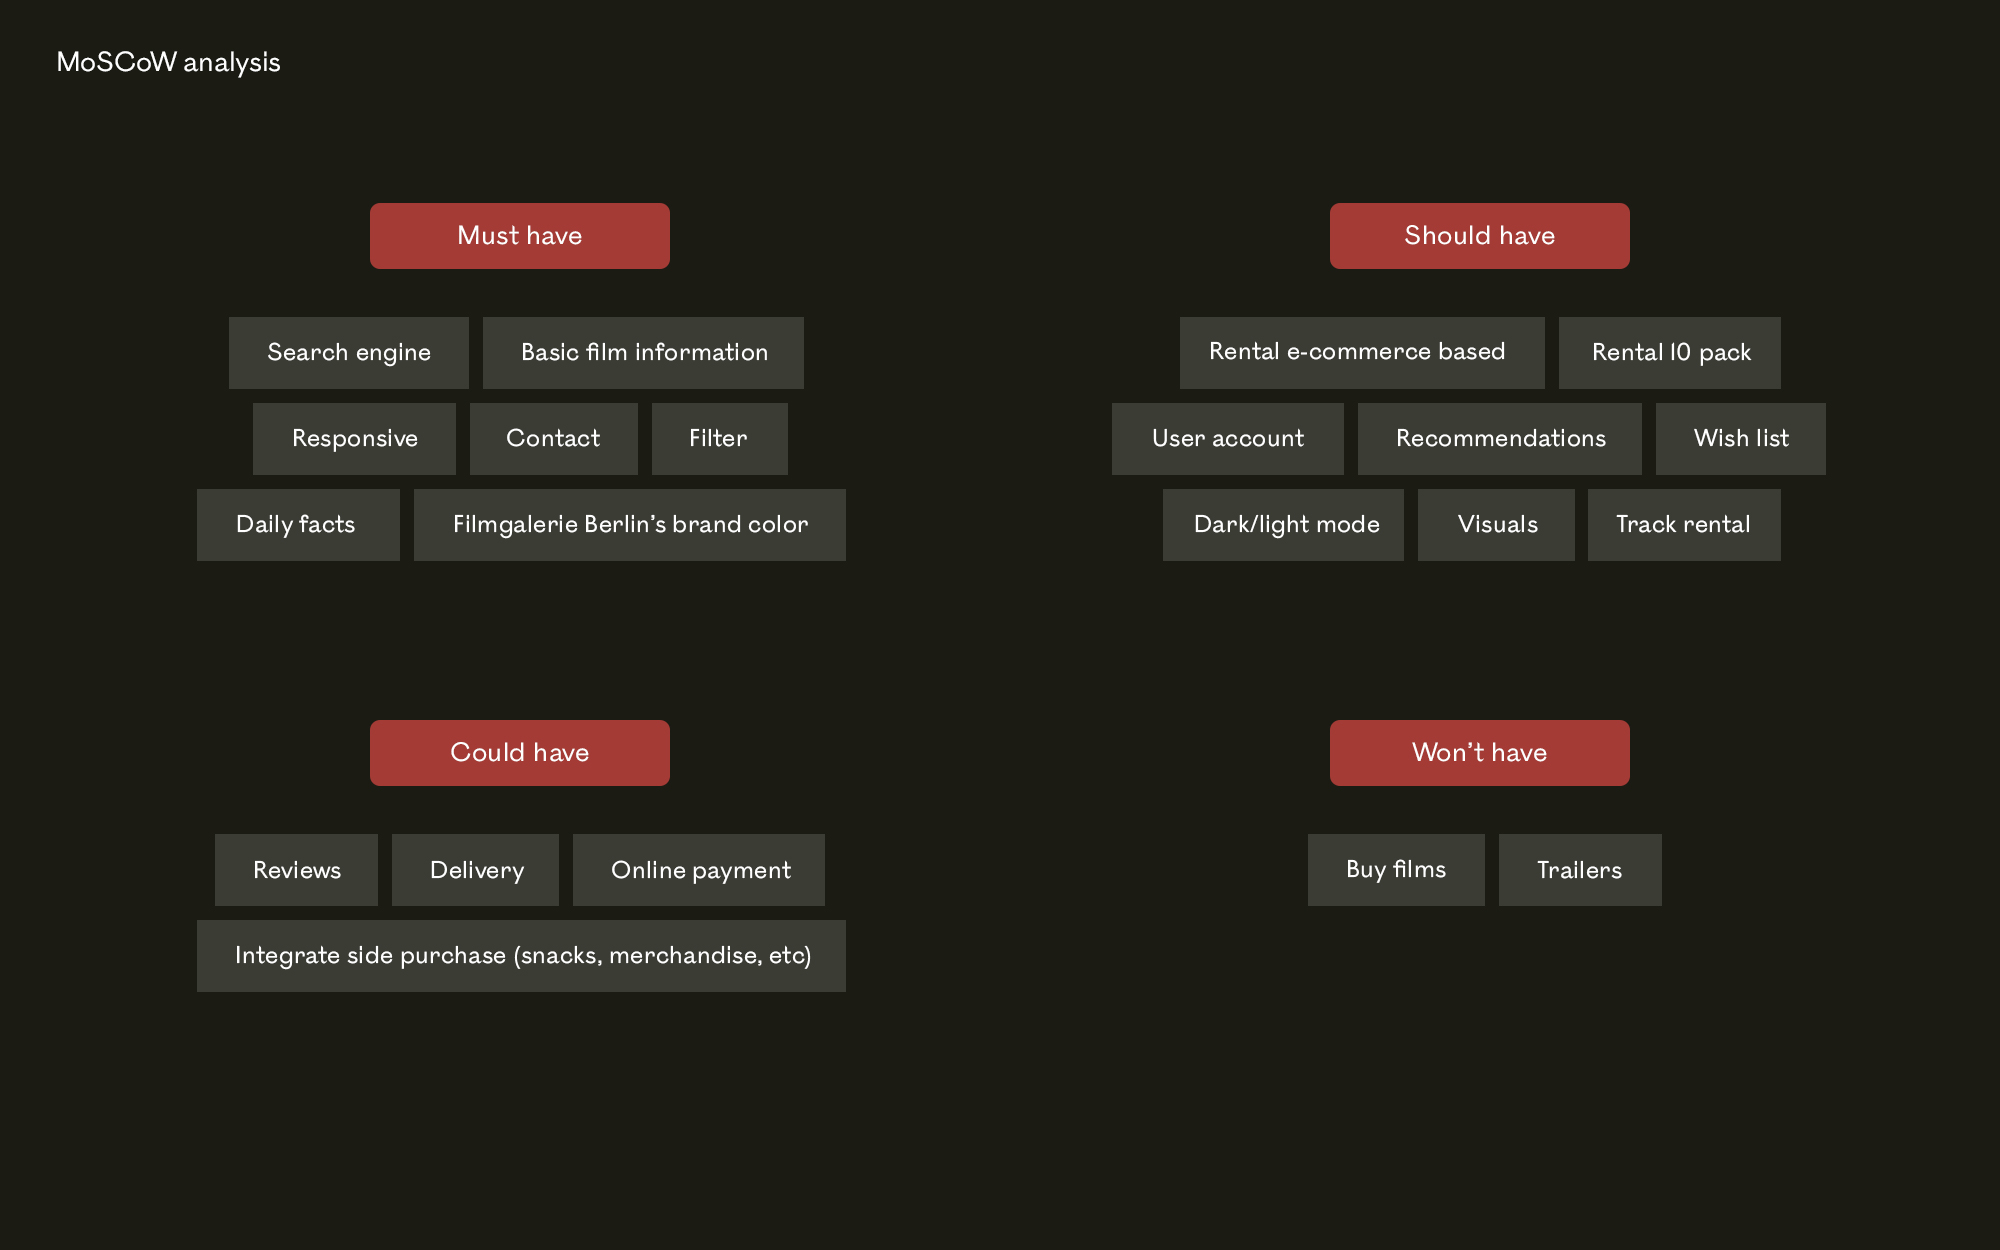 MoSCoW analysis
Must have
Search engine
Basic film information
Responsive
Contact
Filter
Daily facts
Filmgalerie Berlin’s brand color
Should have
Rental e-commerce based
Rental 10 pack
User account
Recommendations
Wish list
Dark/light mode
Visuals
Track rental
Could have
Reviews
Delivery
Online payment
Integrate side purchase (snacks, merchandise, etc)
Won’t have
Buy films
Trailers